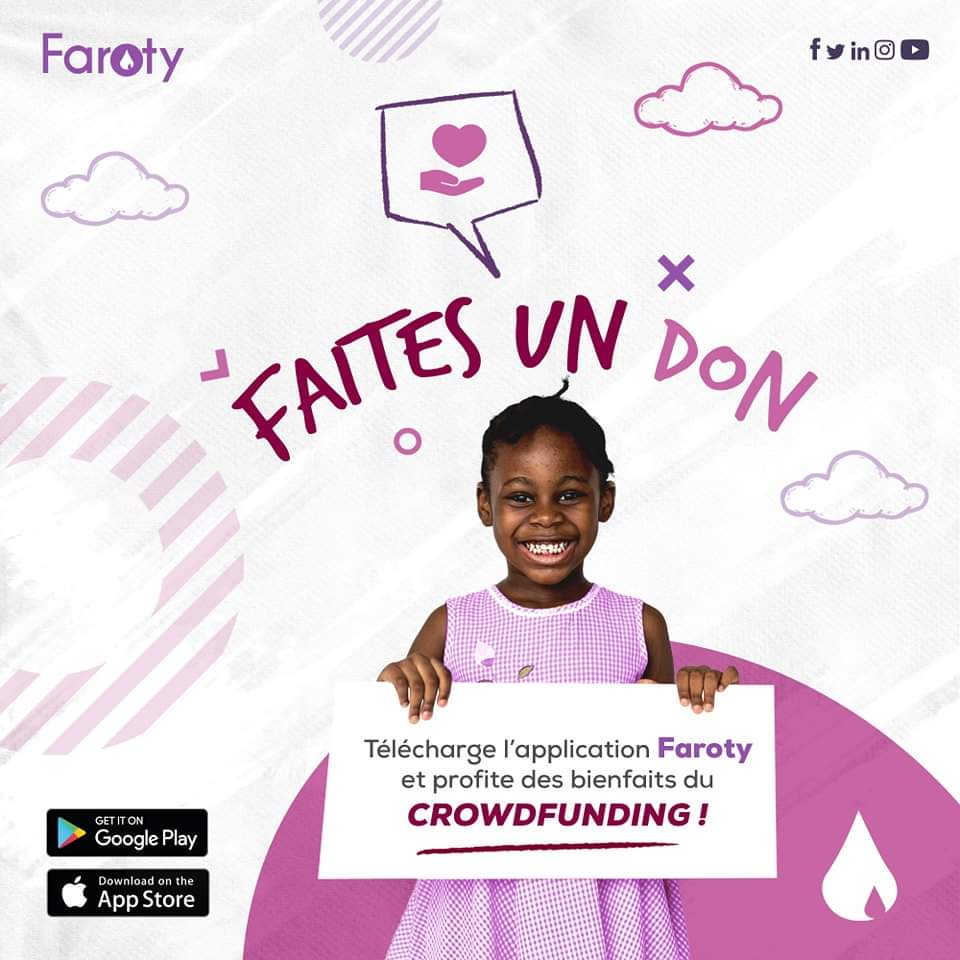 Faroty
FAITES UN DON
Télécharge l'application Faroty
et profite des bienfaits du
CROWDFUNDING !
GET IT ON
Google Play
Download on the
App Store